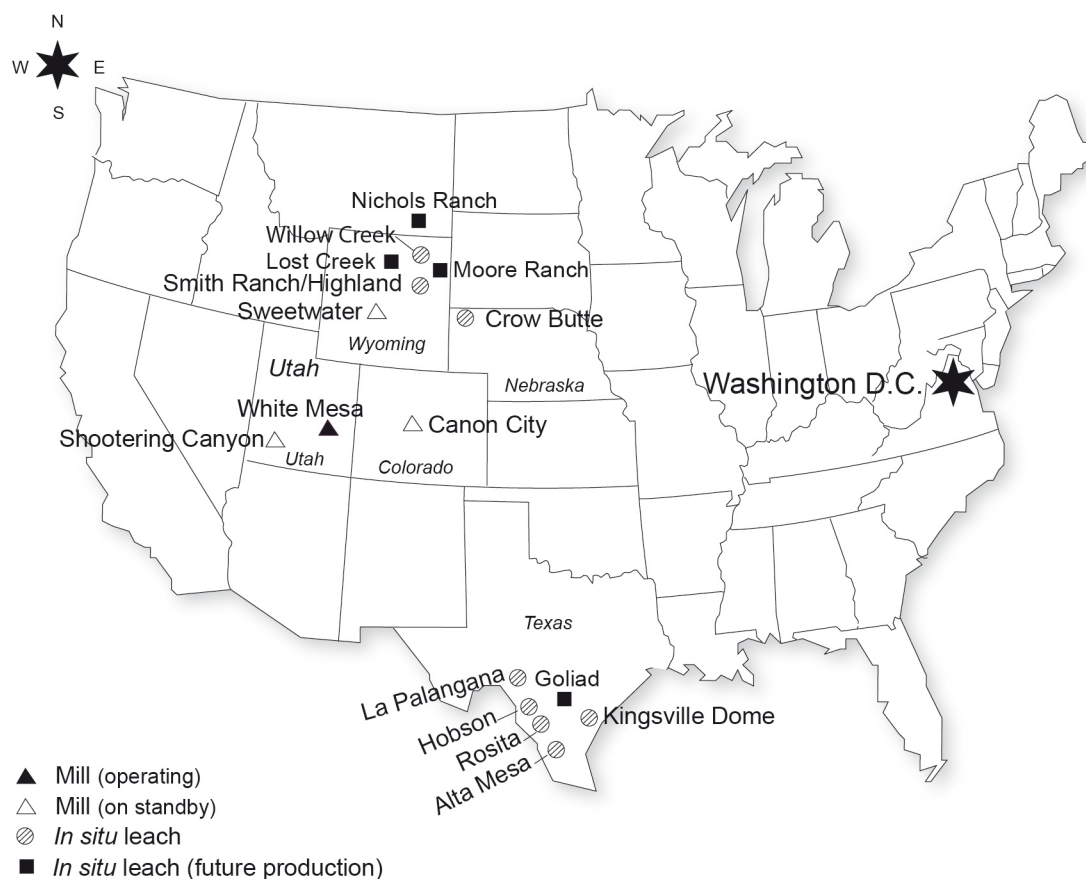 N
W E
S
Nichols Ranch
Willow Creek
Lost Creek
Moore Ranch
Smith Ranch/Highland
Sweetwater
Crow Butte
Wyoming
Utah
Nebraska
Washington D.C.
White Mesa
Shootering Canyon
Canon City
Utah
Colorado
Texas
La Palangana
Goliad
Hobson
Kingsville Dome
Rosita
Alta Mesa
Mill (operating)
Mill (on standby)
In situ leach
In situ leach (future production)